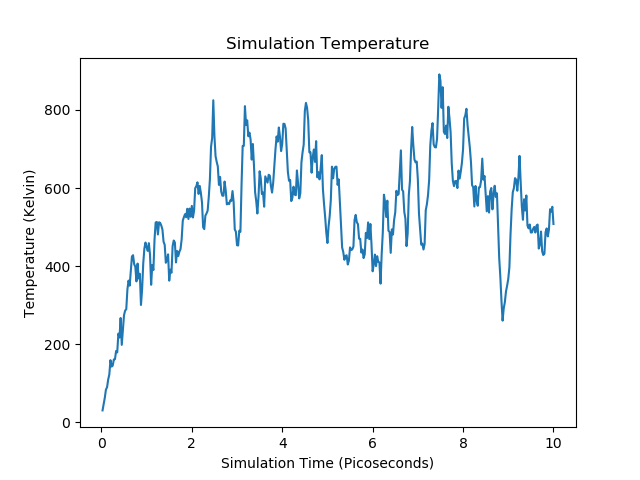 Simulation Temperature
Temperature (Kelvin)
800
600
400
200
0
0 2 4 6 8 10
Simulation Time (Picoseconds)